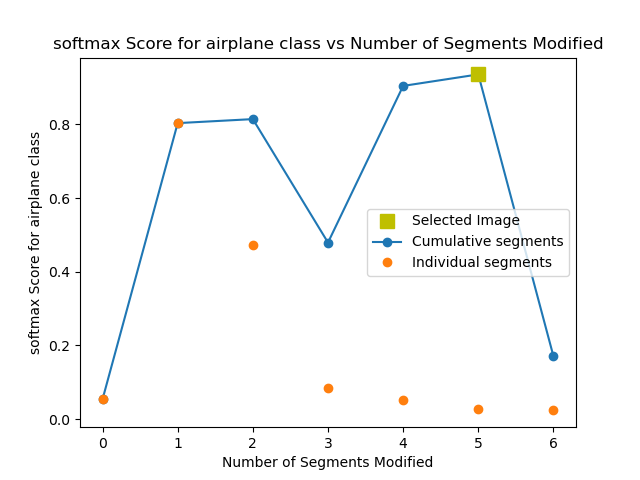 softmax Score for airplane class vs Number of Segments Modified
softmax Score for airplane class
0.8
0.6
0.4
0.2
0.0
Selected Image
Cumulative segments
Individual segments
0 1 2 3 4 5 6
Number of Segments Modified